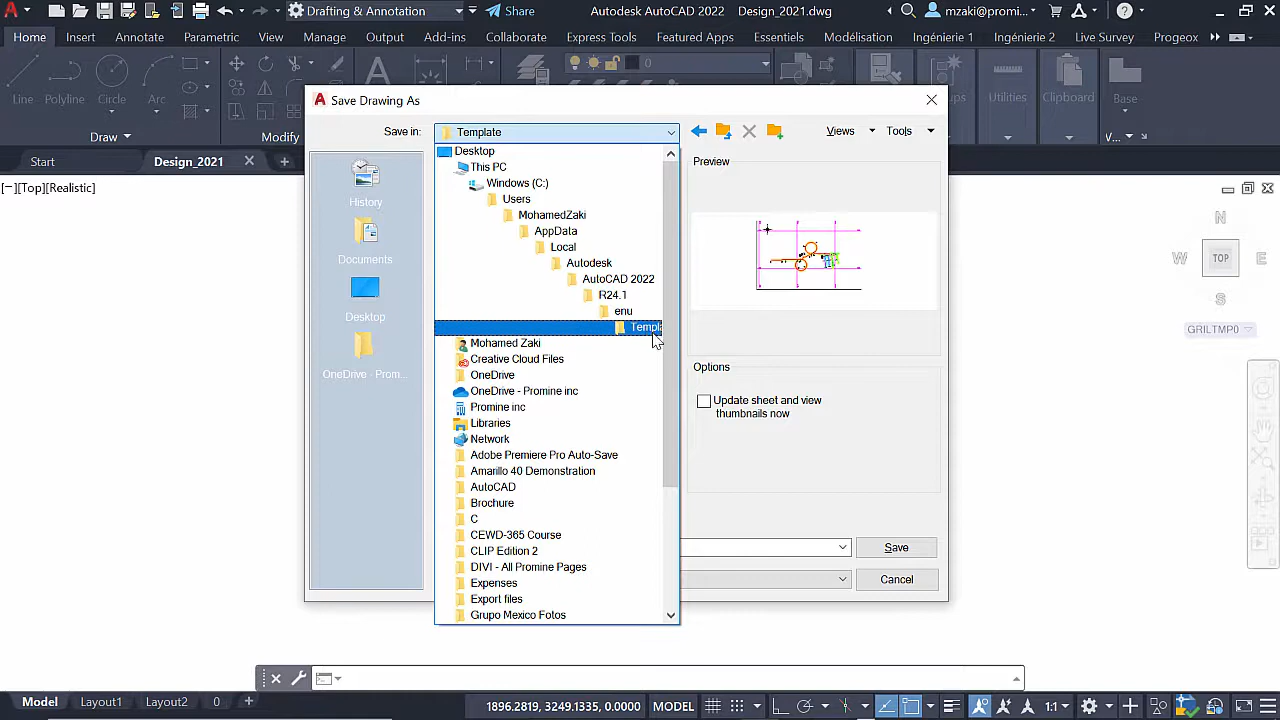 Drafting & Annotation
Share
Autodesk AutoCAD 2022 Design_2021.dwg
mzaki@promi...
Home Insert Annotate Parametric View Manage Output Add-ins Collaborate Express Tools Featured Apps Essentials Modélisation Ingénierie 1 Ingénierie 2 Live Survey Progeox
0
Line Polyline Circle Arc
Utilities Clipboard Base
Draw Modify V...
Start Design_2021
[−][Top][Realistic]
Save Drawing As
Save in: Template
Views Tools
History
Documents
Desktop
OneDrive - Prom...
Desktop
This PC
Windows (C:)
Users
MohamedZaki
AppData
Local
Autodesk
AutoCAD 2022
R24.1
enu
Templa
Mohamed Zaki
Creative Cloud Files
OneDrive
OneDrive - Promine inc
Promine inc
Libraries
Network
Adobe Premiere Pro Auto-Save
Amarillo 40 Demonstration
AutoCAD
Brochure
C
CEWD-365 Course
CLIP Edition 2
DIVI - All Promine Pages
Expenses
Export files
Grupo Mexico Fotos
Preview
Options
Update sheet and view
thumbnails now
Save
Cancel
N
W TOP E
S
GRILTMP0
Model Layout1 Layout2 0
1896.2819, 3249.1335, 0.0000 MODEL 1:1